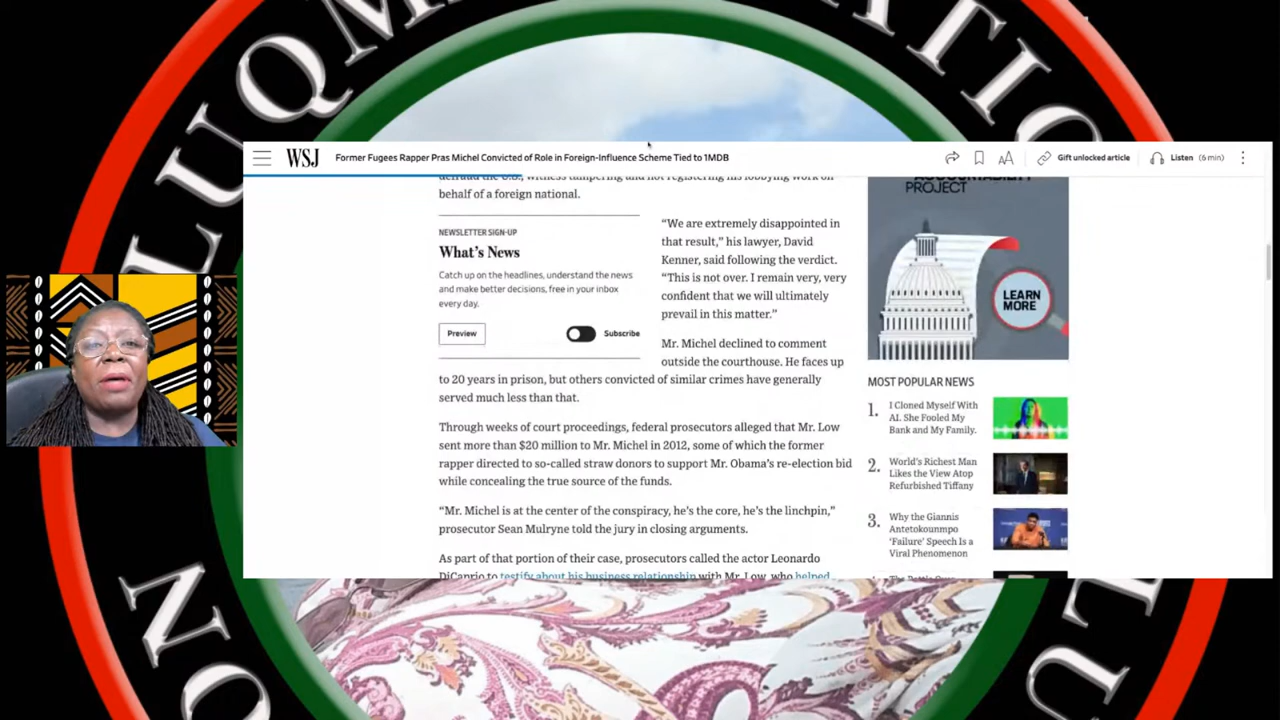 LUQM
WSJ
Former Fugees Rapper Pras Michel Convicted of Role in Foreign-Influence Scheme Tied to 1MDB
Gift unlocked article
Listen (6 min)
defraud the U.S., witness tampering and not registering his lobbying work on
behalf of a foreign national.
NEWSLETTER SIGN-UP
What's News
Catch up on the headlines, understand the news
and make better decisions, free in your inbox
every day.
Preview
Subscribe
“We are extremely disappointed in
that result,” his lawyer, David
Kenner, said following the verdict.
“This is not over. I remain very, very
confident that we will ultimately
prevail in this matter.”
Mr. Michel declined to comment
outside the courthouse. He faces up
to 20 years in prison, but others convicted of similar crimes have generally
served much less than that.
Through weeks of court proceedings, federal prosecutors alleged that Mr. Low
sent more than $20 million to Mr. Michel in 2012, some of which the former
rapper directed to so-called straw donors to support Mr. Obama's re-election bid
while concealing the true source of the funds.
“Mr. Michel is at the center of the conspiracy, he's the core, he's the linchpin,”
prosecutor Sean Mulryne told the jury in closing arguments.
As part of that portion of their case, prosecutors called the actor Leonardo
DiCaprio to testify about his business relationship with Mr. Low, who helped
ACCOUNTABILITY
PROJECT
LEARN
MORE
MOST POPULAR NEWS
1.
I Cloned Myself With
AI. She Fooled My
Bank and My Family.
2.
World's Richest Man
Likes the View Atop
Refurbished Tiffany
3.
Why the Giannis
Antetokounmpo
‘Failure’ Speech Is a
Viral Phenomenon